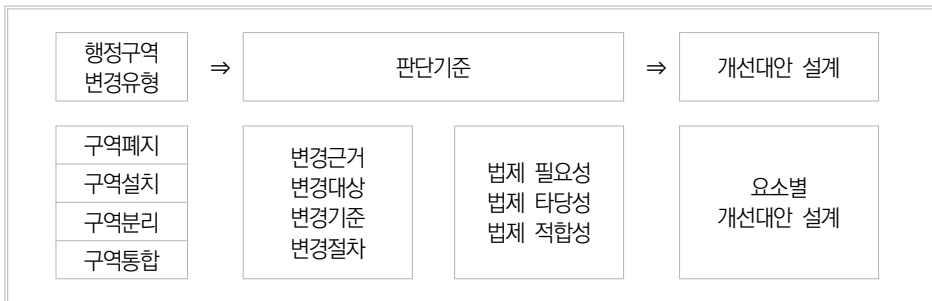 행정구역
변경유형
⇒
판단기준
⇒
개선대안 설계
구역폐지
구역설치
구역분리
구역통합
변경근거
변경대상
변경기준
변경절차
법제 필요성
법제 타당성
법제 적합성
요소별
개선대안 설계